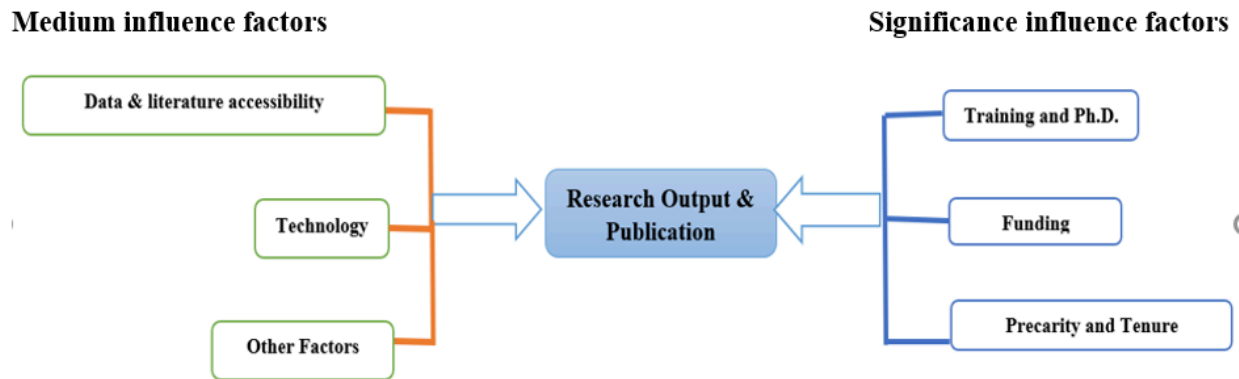 Medium influence factors
Significance influence factors
Data & literature accessibility
Technology
Other Factors
Research Output &
Publication
Training and Ph.D.
Funding
Precarity and Tenure